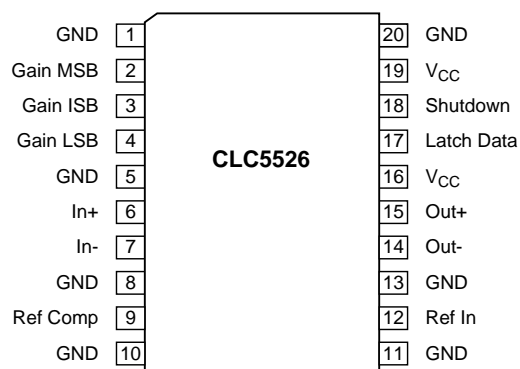 GND 1 20 GND
Gain MSB 2 19 VCC
Gain ISB 3 18 Shutdown
Gain LSB 4 17 Latch Data
CLC5526
GND 5 16 VCC
In+ 6 15 Out+
In- 7 14 Out-
GND 8 13 GND
Ref Comp 9 12 Ref In
GND 10 11 GND